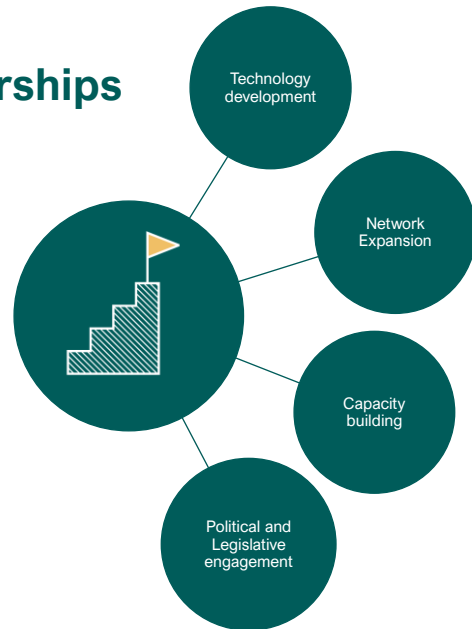 rships
Technology
development
Network
Expansion
Capacity
building
Political and
Legislative
engagement